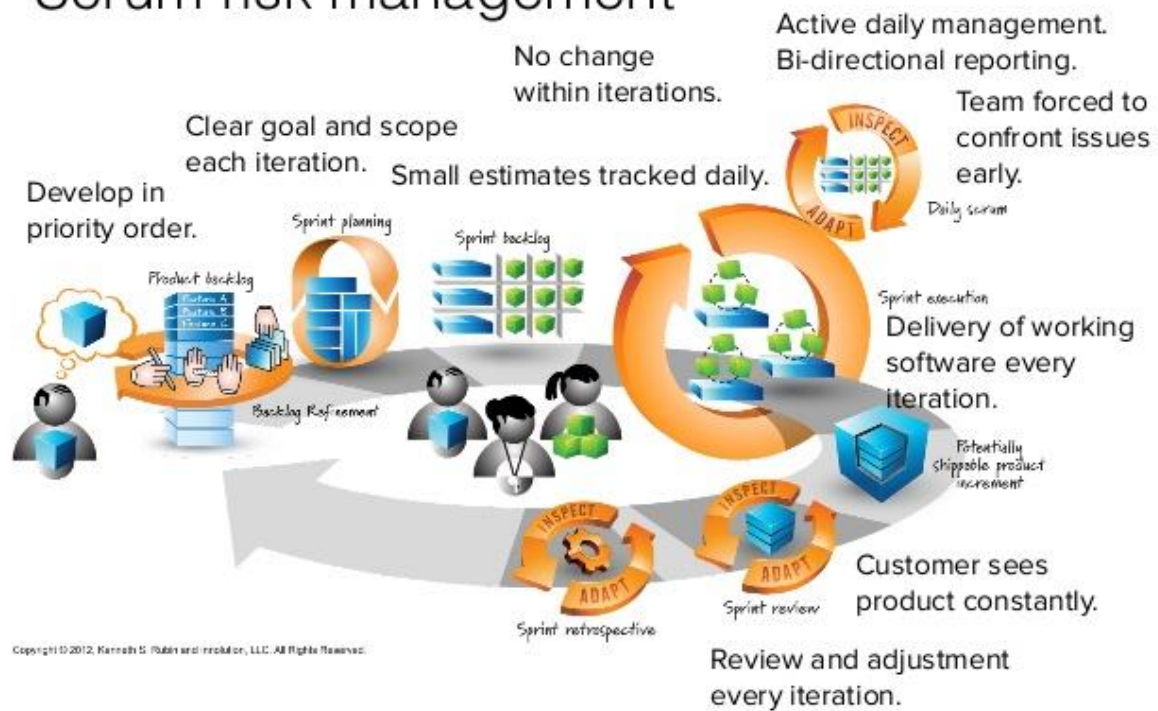 Scrum risk management
Active daily management.
Bi-directional reporting.
No change
within iterations.
Team forced to
confront issues
early.
Clear goal and scope
each iteration.
Small estimates tracked daily.
Develop in
priority order.
INSPECT
ADAPT
Daily scrum
Sprint planning
Sprint backlog
Product backlog
Feature A
Feature B
Feature C
Sprint execution
Delivery of working
software every
iteration.
Backlog Refinement
Potentially
shippable product
increment
INSPECT
ADAPT
Sprint review
INSPECT
ADAPT
Sprint retrospective
Customer sees
product constantly.
Copyright © 2012, Kenneth S. Rubin and Innolution, LLC. All Rights Reserved.
Review and adjustment
every iteration.